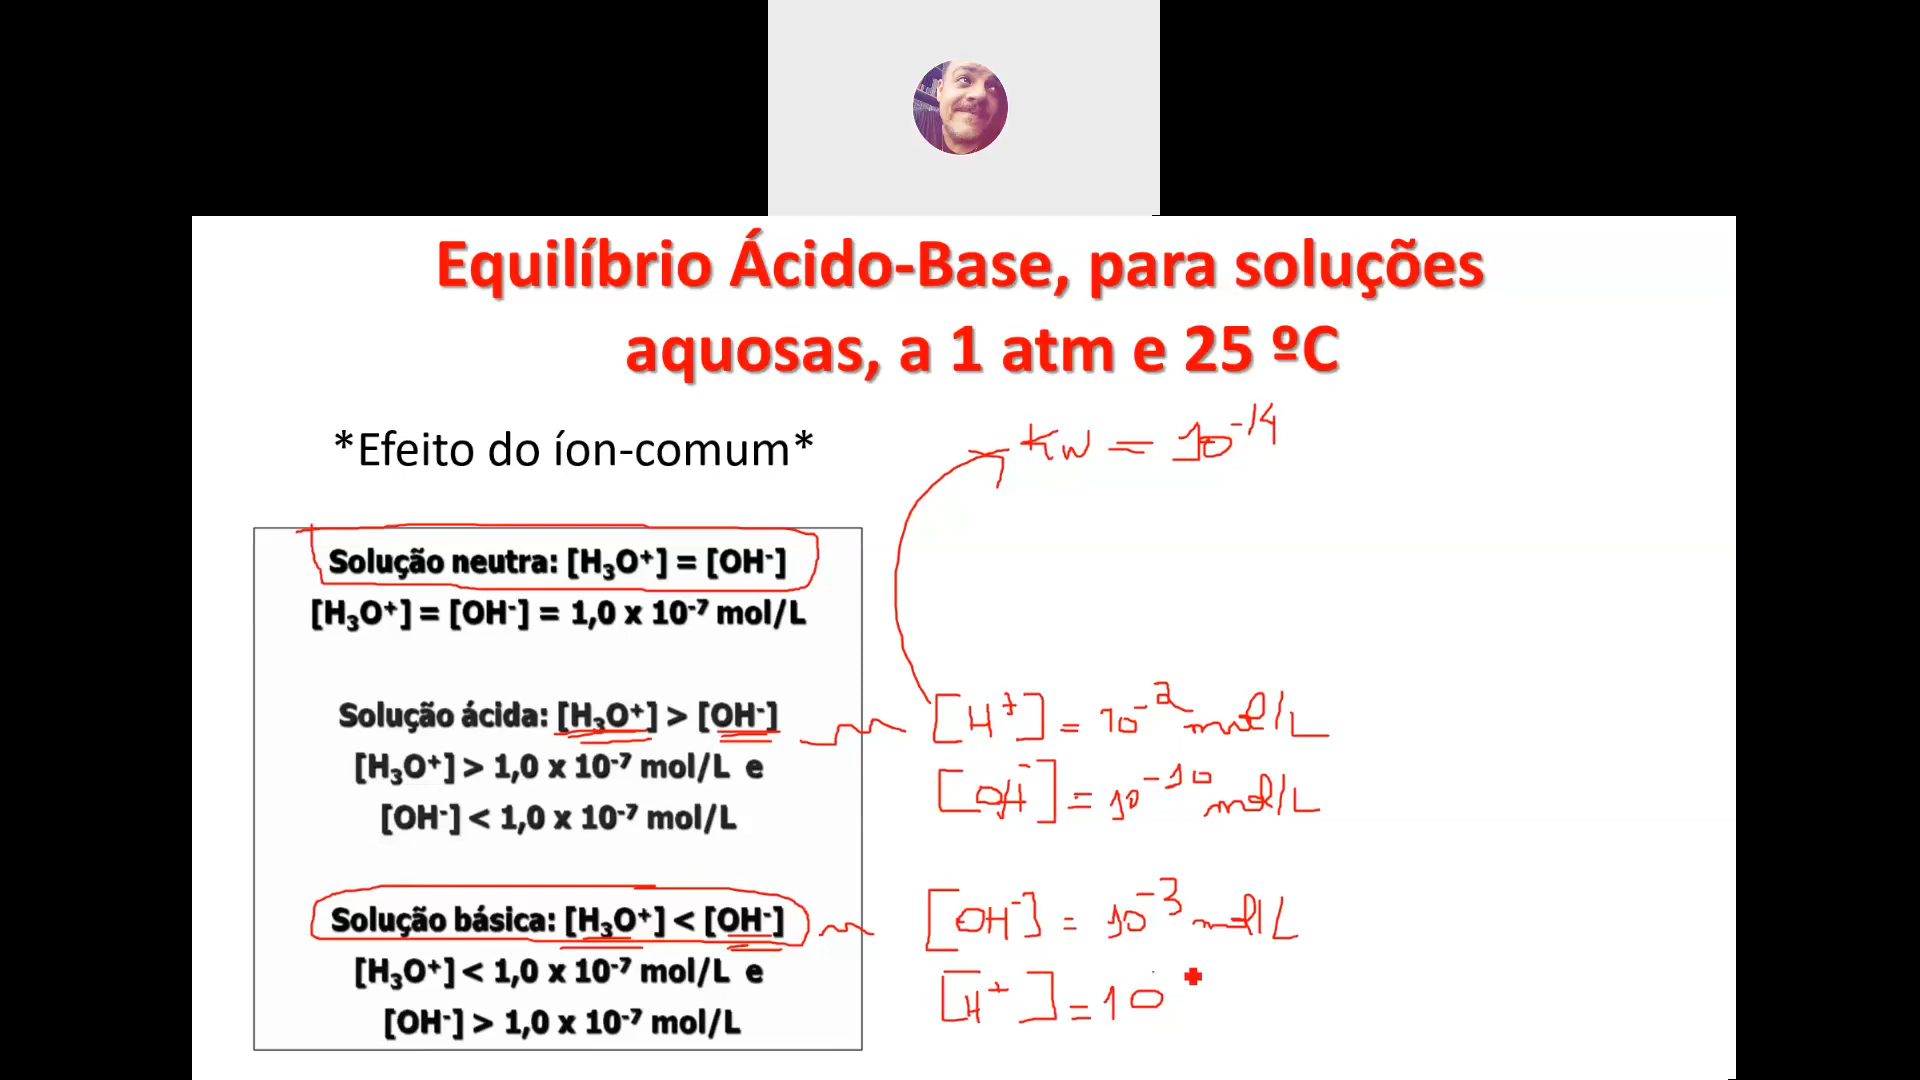 Equilíbrio Ácido-Base, para soluções
aquosas, a 1 atm e 25 ºC
*Efeito do íon-comum*
Kw = 10⁻¹⁴
Solução neutra: [H₃O⁺] = [OH⁻]
[H₃O⁺] = [OH⁻] = 1,0 x 10⁻⁷ mol/L
Solução ácida: [H₃O⁺] > [OH⁻]
[H₃O⁺] > 1,0 x 10⁻⁷ mol/L e
[OH⁻] < 1,0 x 10⁻⁷ mol/L
[H⁺] = 10⁻² mol/L
[OH⁻] = 10⁻¹⁰ mol/L
Solução básica: [H₃O⁺] < [OH⁻]
[H₃O⁺] < 1,0 x 10⁻⁷ mol/L e
[OH⁻] > 1,0 x 10⁻⁷ mol/L
[OH⁻] = 10⁻³ mol/L
[H⁺] = 10